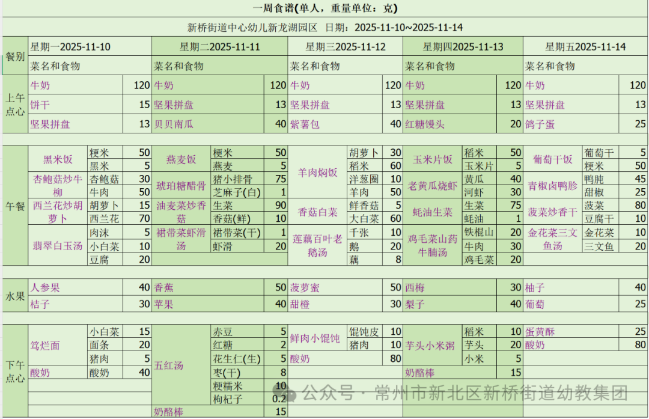 一周食谱(单人，重量单位：克)
新桥街道中心幼儿新龙湖园区 日期：2025-11-10~2025-11-14
餐别 星期一2025-11-10 星期二2025-11-11 星期三2025-11-12 星期四2025-11-13 星期五2025-11-14
菜名和食物 菜名和食物 菜名和食物 菜名和食物 菜名和食物
上午点心
牛奶 120 牛奶 120 牛奶 120 牛奶 120 牛奶 120
饼干 15 坚果拼盘 13 坚果拼盘 13 坚果拼盘 13 坚果拼盘 13
坚果拼盘 13 贝贝南瓜 40 紫薯包 40 红糖馒头 20 鸽子蛋 25
午餐
黑米饭 粳米 50 黑米 5
杏鲍菇炒牛柳 杏鲍菇 30 牛肉 50
西兰花炒胡萝卜 胡萝卜 15 西兰花 70
翡翠白玉汤 肉沫 5 小白菜 10 豆腐 20
燕麦饭 粳米 50 燕麦 5
琥珀糖醋骨 猪小排骨 75 芝麻子(白) 1
油麦菜炒香菇 生菜 90 香菇(鲜) 10
裙带菜虾滑汤 裙带菜(干) 1 虾滑 20
羊肉焖饭 胡萝卜 30 稻米 60 洋葱圈 10 羊肉 50
香菇白菜 鲜香菇 5 大白菜 60
莲藕百叶老鹅汤 千张 10 鹅 20 藕 8
玉米片饭 稻米 50 玉米片 5
老黄瓜烧虾 黄瓜 40 河虾 30
蚝油生菜 生菜 75 蚝油 1
鸡毛菜山药牛腩汤 铁棍山 20 牛肉 30 鸡毛菜 20
葡萄干饭 葡萄干 5 粳米 50
青椒卤鸭胗 鸭肫 45 甜椒 25
菠菜炒香干 菠菜 80 豆腐干 10
金花菜三文鱼汤 金花菜 10 三文鱼 20
水果
人参果 40 香蕉 50 菠萝蜜 50 西梅 30 柚子 40
桔子 30 苹果 40 甜橙 30 梨子 40 葡萄 25
下午点心
笃烂面 小白菜 15 面条 20 猪肉 5
酸奶 酸奶 40
五红汤 赤豆 5 红糖 2 花生仁(生) 5 枣(干) 8 粳糯米 10 枸杞子 0.2
奶酪棒 15
鲜肉小馄饨 馄饨皮 10 猪肉 10
酸奶 80
芋头小米粥 稻米 10 芋头 20 小米 5
奶酪棒 15
蛋黄酥 25
酸奶 80
公众号·常州市新北区新桥街道幼教集团